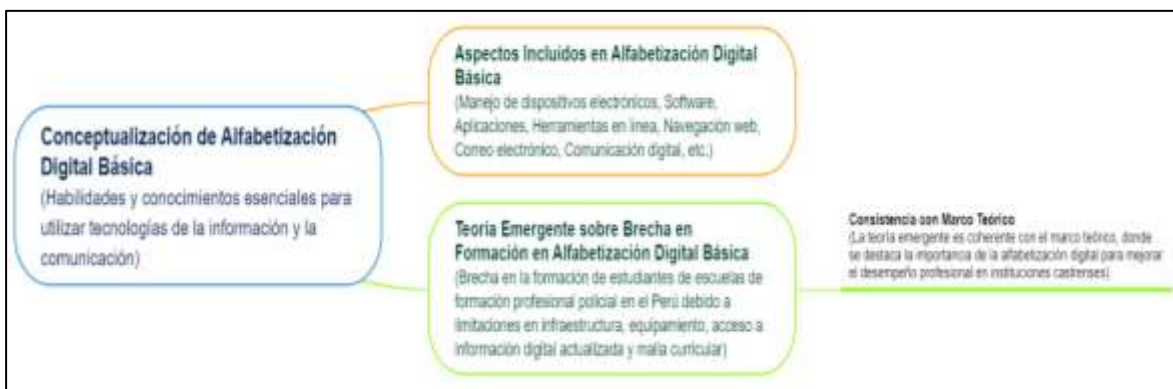 Conceptualización de Alfabetización
Digital Básica
(Habilidades y conocimientos esenciales para
utilizar tecnologías de la información y la
comunicación)
Aspectos Incluidos en Alfabetización Digital
Básica
(Manejo de dispositivos electrónicos, Software,
Aplicaciones, Herramientas en línea, Navegación web,
Correo electrónico, Comunicación digital, etc.)
Teoría Emergente sobre Brecha en
Formación en Alfabetización Digital Básica
(Brecha en la formación de estudiantes de escuelas de
formación profesional policial en el Perú debido a
limitaciones en infraestructura, equipamiento, acceso a
información digital actualizada y malla curricular)
Consistencia con Marco Teórico
(La teoría emergente es coherente con el marco teórico, donde
se destaca la importancia de la alfabetización digital para mejorar
el desempeño profesional en instituciones castrenses)